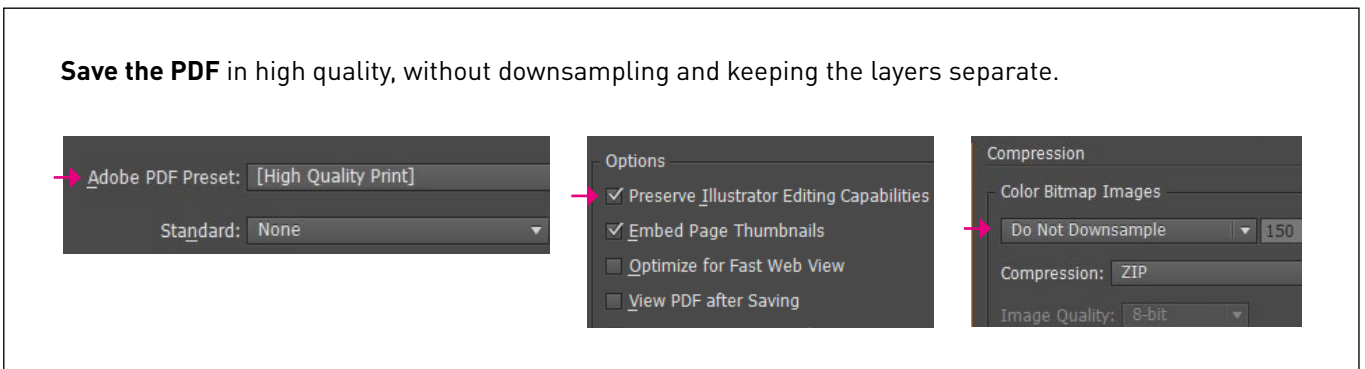 Save the PDF in high quality, without downsampling and keeping the layers separate.
Adobe PDF Preset: [High Quality Print]
Standard: None
Options
Preserve Illustrator Editing Capabilities
Embed Page Thumbnails
Optimize for Fast Web View
View PDF after Saving
Compression
Color Bitmap Images
Do Not Downsample 150
Compression: ZIP
Image Quality: 8-bit